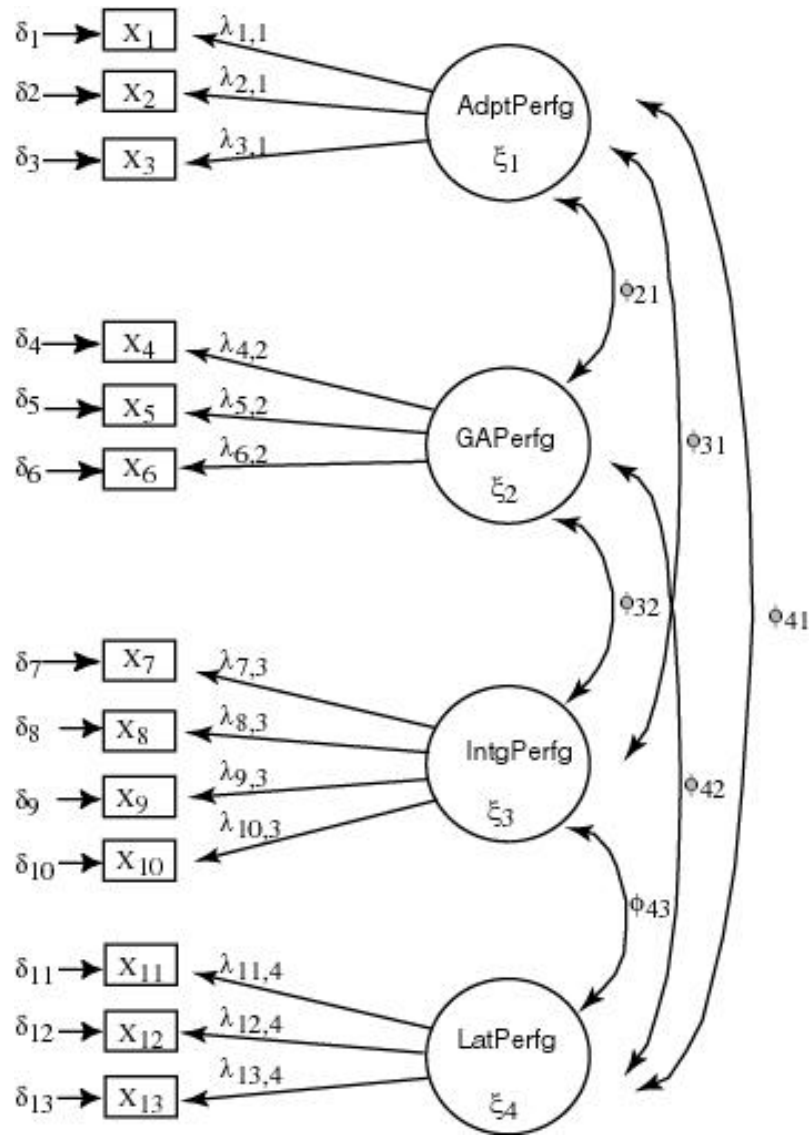 δ1 X1 λ1,1
δ2 X2 λ2,1
δ3 X3 λ3,1
AdptPerfg
ξ1
ϕ21
δ4 X4 λ4,2
δ5 X5 λ5,2
δ6 X6 λ6,2
GAPerfg
ξ2
ϕ31
ϕ32
ϕ41
δ7 X7 λ7,3
δ8 X8 λ8,3
δ9 X9 λ9,3
δ10 X10 λ10,3
IntgPerfg
ξ3
ϕ42
ϕ43
δ11 X11 λ11,4
δ12 X12 λ12,4
δ13 X13 λ13,4
LatPerfg
ξ4